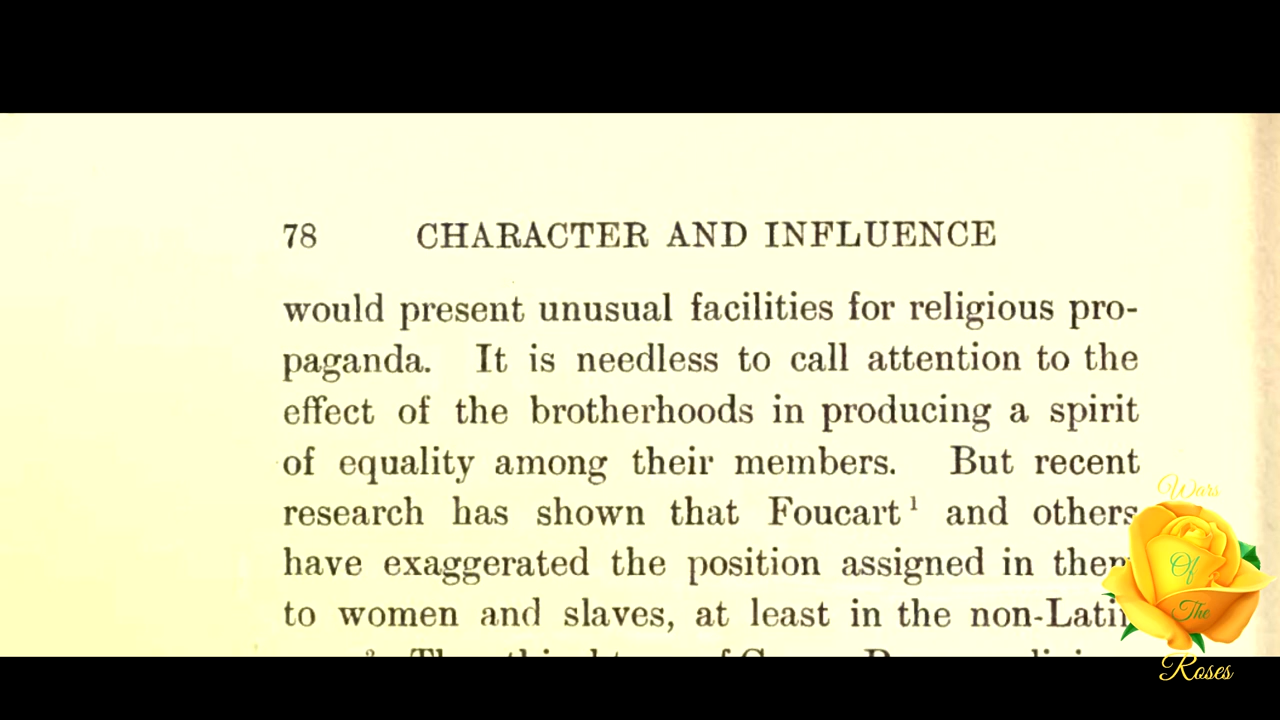 78 CHARACTER AND INFLUENCE
would present unusual facilities for religious pro-
paganda. It is needless to call attention to the
effect of the brotherhoods in producing a spirit
of equality among their members. But recent
research has shown that Foucart¹ and others
have exaggerated the position assigned in them
to women and slaves, at least in the non-Latin
Wars
Of
The
Roses